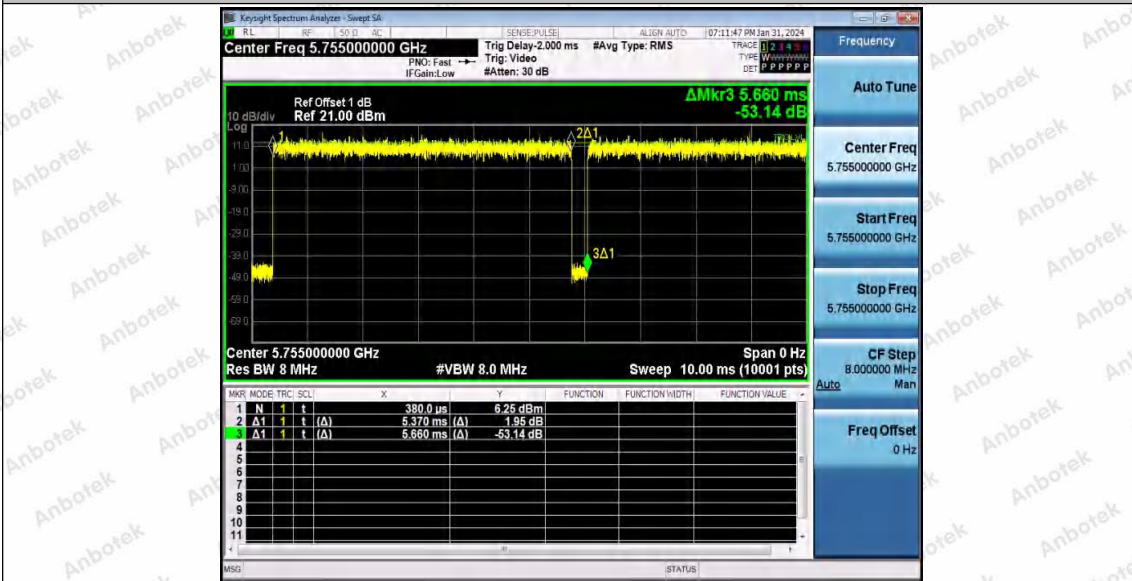 Keysight Spectrum Analyzer - Swept SA
RL RF 50 Ω AC SENSE:PULSE ALIGN AUTO 07:11:47 PM Jan 31, 2024
Center Freq 5.755000000 GHz
PNO: Fast
IFGain:Low
Trig Delay-2.000 ms
Trig: Video
#Atten: 30 dB
#Avg Type: RMS
TRACE 1 2 3 4 5 6
TYPE W
DET P P P P P P
Frequency
ΔMkr3 5.660 ms
-53.14 dB
Ref Offset 1 dB
10 dB/div Ref 21.00 dBm
Log
11.0
1.00
-9.00
-19.0
-29.0
-39.0
-49.0
-59.0
-69.0
1
2Δ1
3Δ1
Center 5.755000000 GHz Span 0 Hz
Res BW 8 MHz #VBW 8.0 MHz Sweep 10.00 ms (10001 pts)
MKR MODE TRC SCL X Y FUNCTION FUNCTION WIDTH FUNCTION VALUE
1 N 1 t 380.0 µs 6.25 dBm
2 Δ1 1 t (Δ) 5.370 ms (Δ) 1.95 dB
3 Δ1 1 t (Δ) 5.660 ms (Δ) -53.14 dB
4
5
6
7
8
9
10
11
MSG STATUS
Auto Tune
Center Freq
5.755000000 GHz
Start Freq
5.755000000 GHz
Stop Freq
5.755000000 GHz
CF Step
8.000000 MHz
Auto Man
Freq Offset
0 Hz
Anbotek